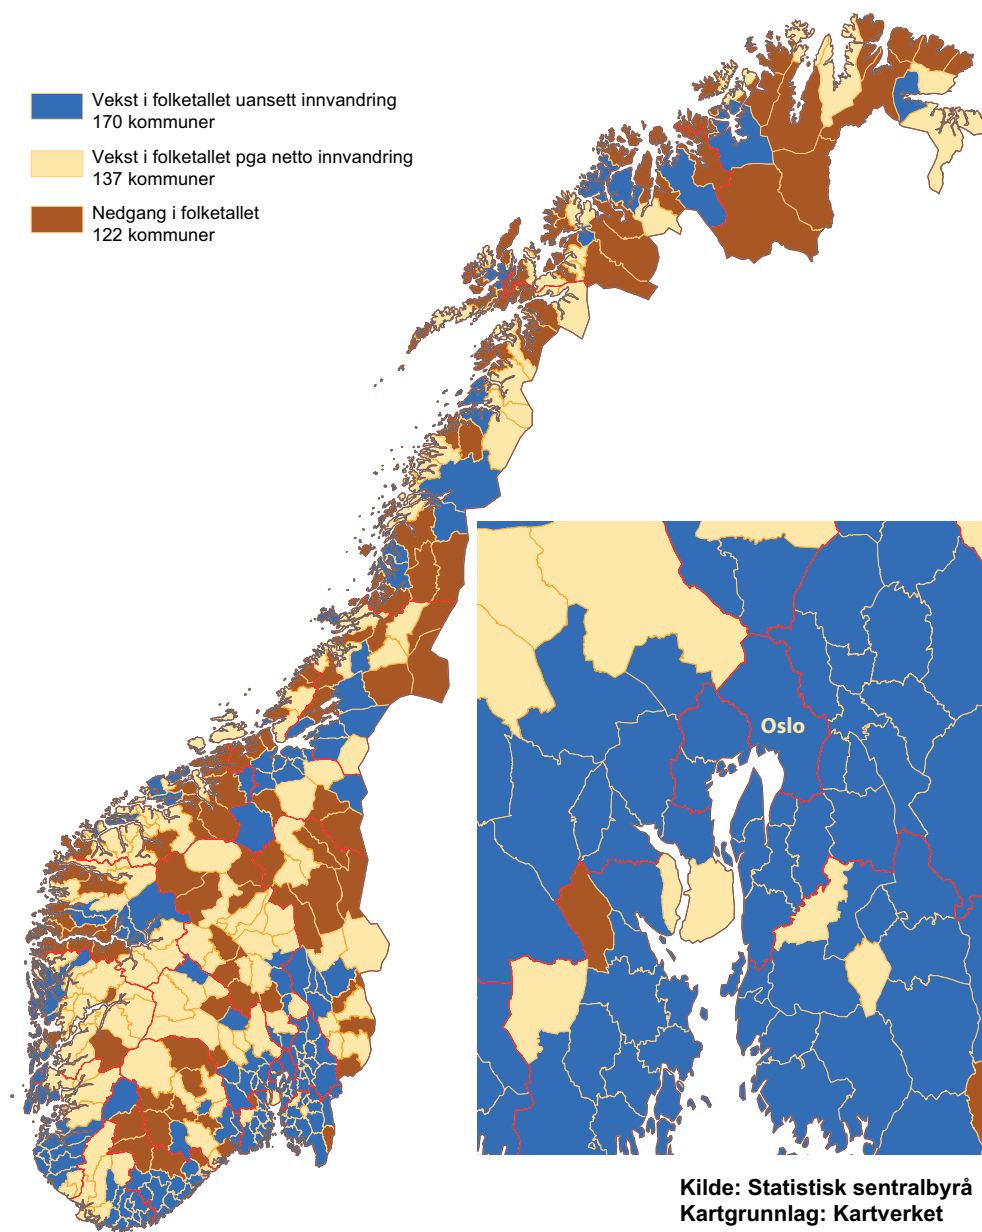 Vekst i folketallet uansett innvandring
170 kommuner
Vekst i folketallet pga netto innvandring
137 kommuner
Nedgang i folketallet
122 kommuner
Oslo
Kilde: Statistisk sentralbyrå
Kartgrunnlag: Kartverket